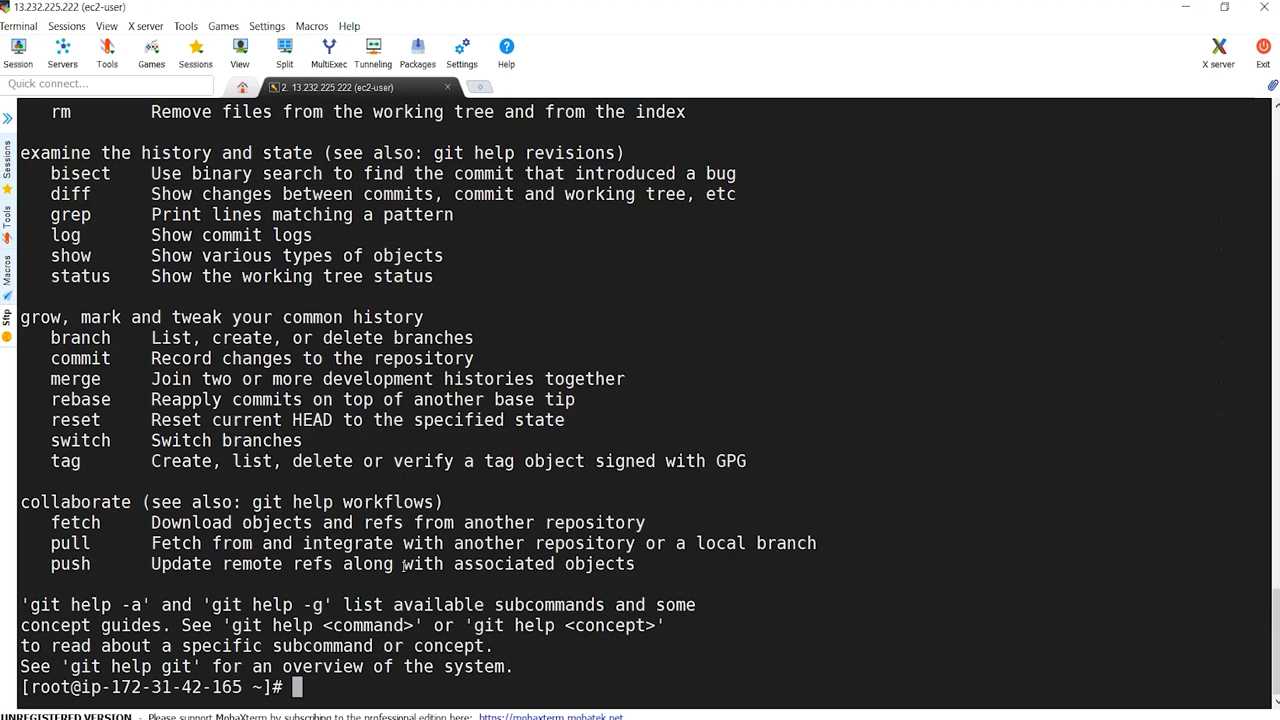 13.232.225.222 (ec2-user)
Terminal Sessions View X server Tools Games Settings Macros Help
Session Servers Tools Games Sessions View Split MultiExec Tunneling Packages Settings Help X server Exit
Quick connect... 2. 13.232.225.222 (ec2-user)
Sessions
Tools
Macros
Sftp
rm Remove files from the working tree and from the index
examine the history and state (see also: git help revisions)
bisect Use binary search to find the commit that introduced a bug
diff Show changes between commits, commit and working tree, etc
grep Print lines matching a pattern
log Show commit logs
show Show various types of objects
status Show the working tree status
grow, mark and tweak your common history
branch List, create, or delete branches
commit Record changes to the repository
merge Join two or more development histories together
rebase Reapply commits on top of another base tip
reset Reset current HEAD to the specified state
switch Switch branches
tag Create, list, delete or verify a tag object signed with GPG
collaborate (see also: git help workflows)
fetch Download objects and refs from another repository
pull Fetch from and integrate with another repository or a local branch
push Update remote refs along with associated objects
'git help -a' and 'git help -g' list available subcommands and some
concept guides. See 'git help <command>' or 'git help <concept>'
to read about a specific subcommand or concept.
See 'git help git' for an overview of the system.
[root@ip-172-31-42-165 ~]#
UNREGISTERED VERSION - Please support MobaXterm by subscribing to the professional edition here: https://mobaxterm.mobatek.net